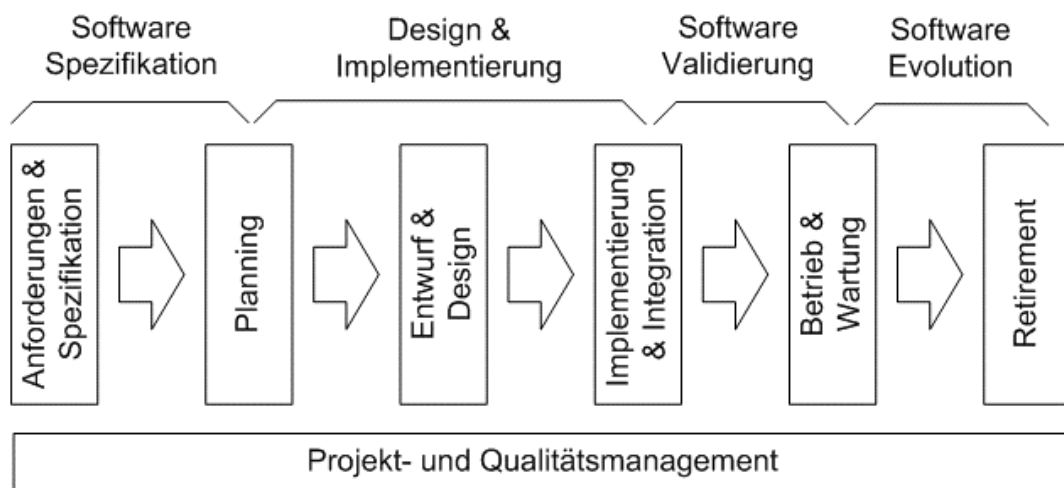 Software
Spezifikation
Design &
Implementierung
Software
Validierung
Software
Evolution
Anforderungen &
Spezifikation
Planning
Entwurf &
Design
Implementierung
& Integration
Betrieb &
Wartung
Retirement
Projekt- und Qualitätsmanagement